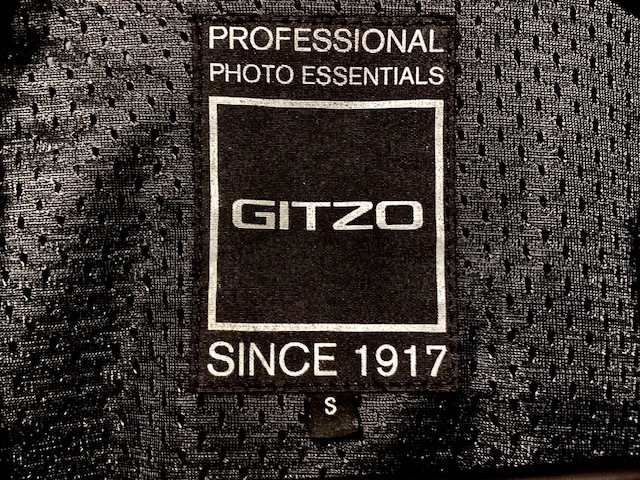 PROFESSIONAL
PHOTO ESSENTIALS
GITZO
SINCE 1917
S